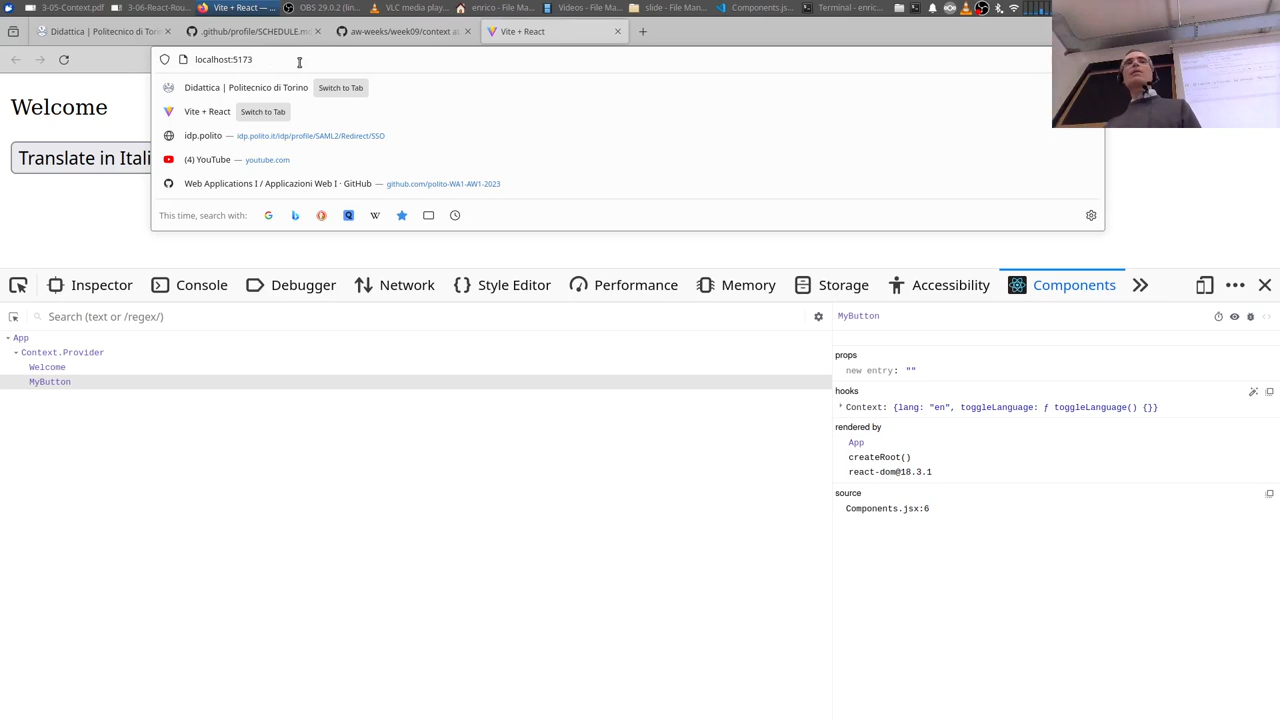 3-05-Context.pdf
3-06-React-Rou...
Vite + React — ...
OBS 29.0.2 (lin...
VLC media play...
enrico - File Ma...
Videos - File Ma...
slide - File Man...
Components.js...
Terminal - enric...
Didattica | Politecnico di Tori
.github/profile/SCHEDULE.m
aw-weeks/week09/context a
Vite + React
localhost:5173
Didattica | Politecnico di Torino Switch to Tab
Vite + React Switch to Tab
idp.polito — idp.polito.it/idp/profile/SAML2/Redirect/SSO
(4) YouTube — youtube.com
Web Applications I / Applicazioni Web I · GitHub — github.com/polito-WA1-AW1-2023
This time, search with:
Welcome
Translate in Itali
Inspector
Console
Debugger
Network
Style Editor
Performance
Memory
Storage
Accessibility
Components
Search (text or /regex/)
App
Context.Provider
Welcome
MyButton
MyButton
props
new entry: ""
hooks
Context: {lang: "en", toggleLanguage: ƒ toggleLanguage() {}}
rendered by
App
createRoot()
react-dom@18.3.1
source
Components.jsx:6